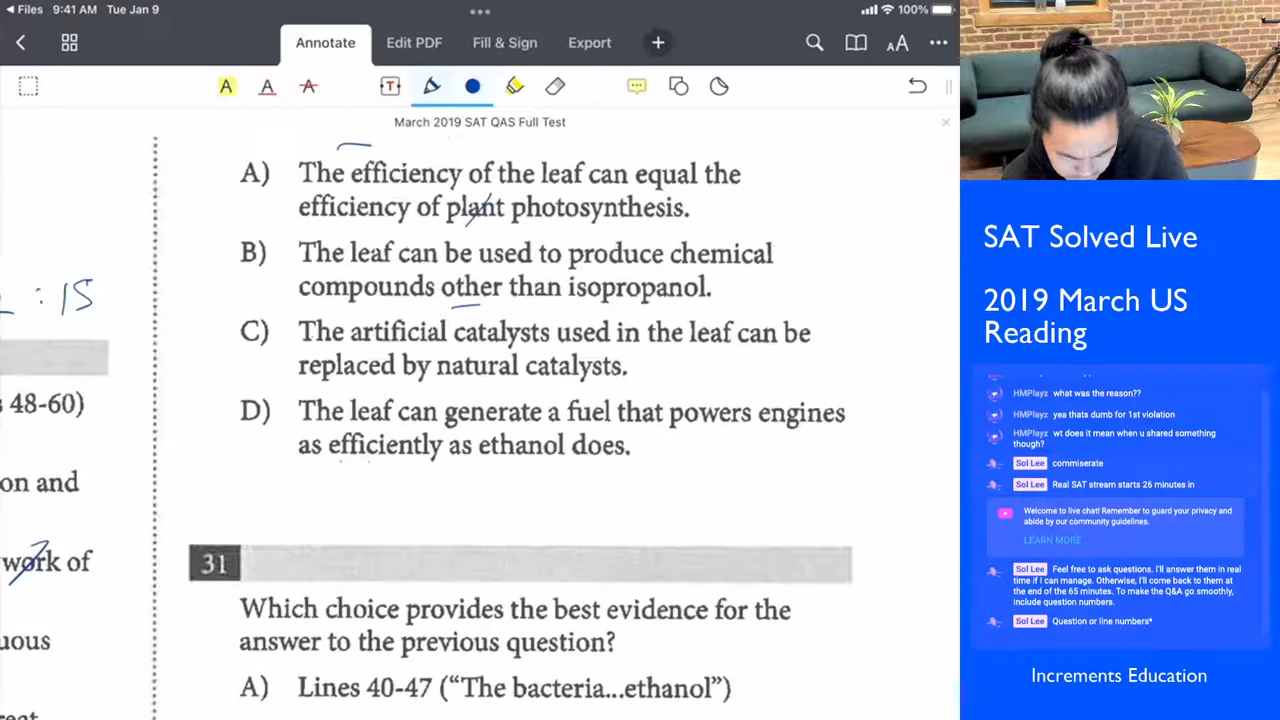 Files 9:41 AM Tue Jan 9 100%
Annotate Edit PDF Fill & Sign Export
AA
A A A T
March 2019 SAT QAS Full Test
A) The efficiency of the leaf can equal the
efficiency of plant photosynthesis.
B) The leaf can be used to produce chemical
compounds other than isopropanol.
C) The artificial catalysts used in the leaf can be
replaced by natural catalysts.
D) The leaf can generate a fuel that powers engines
as efficiently as ethanol does.
31
Which choice provides the best evidence for the
answer to the previous question?
A) Lines 40-47 (“The bacteria...ethanol”)
: 15
48-60)
on and
work of
uous
SAT Solved Live
2019 March US
Reading
HMPlayz what was the reason??
HMPlayz yea thats dumb for 1st violation
HMPlayz wt does it mean when u shared something
though?
Sol Lee commiserate
Sol Lee Real SAT stream starts 26 minutes in
Welcome to live chat! Remember to guard your privacy and
abide by our community guidelines.
LEARN MORE
Sol Lee Feel free to ask questions. I'll answer them in real
time if I can manage. Otherwise, I'll come back to them at
the end of the 65 minutes. To make the Q&A go smoothly,
include question numbers.
Sol Lee Question or line numbers*
Increments Education